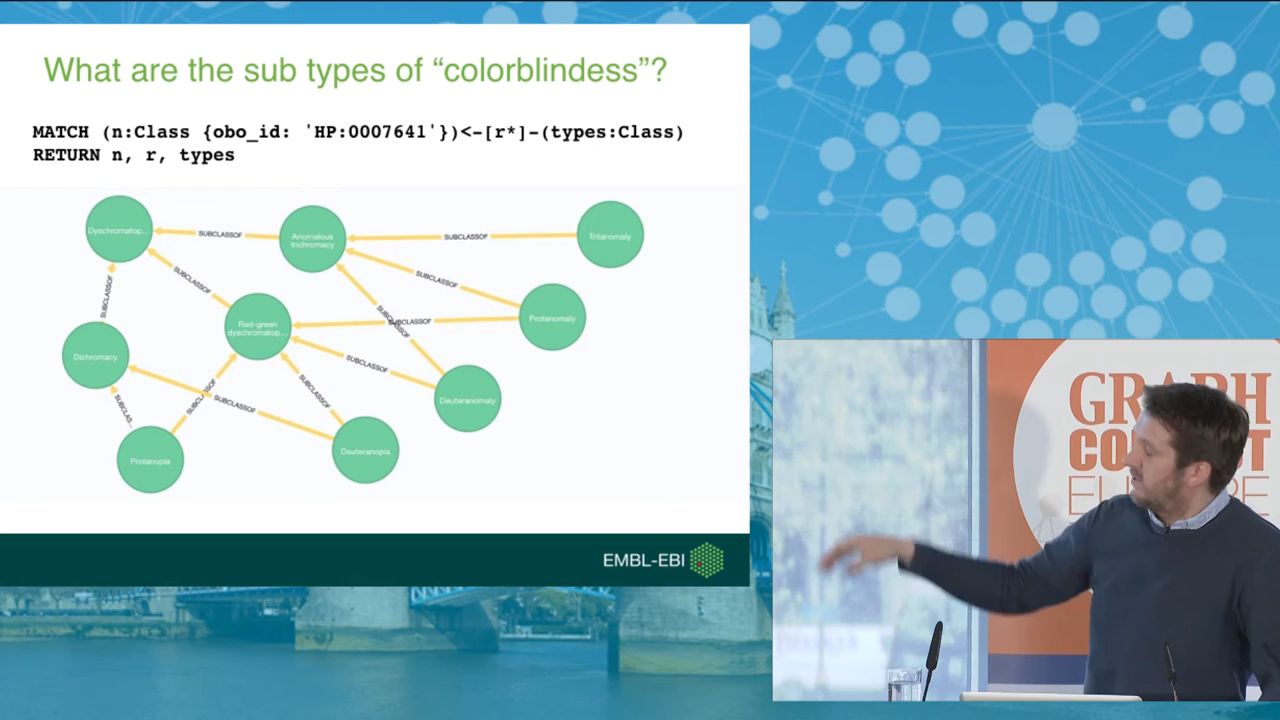 What are the sub types of “colorblindess”?
MATCH (n:Class {obo_id: 'HP:0007641'})<-[r*]-(types:Class)
RETURN n, r, types
Dyschromatop...
SUBCLASSOF
Anomalous
trichromacy
SUBCLASSOF
Tritanomaly
SUBCLASSOF
SUBCLASSOF
SUBCLASSOF
Red-green
dyschromatop...
SUBCLASSOF
SUBCLASSOF
Protanomaly
Dichromacy
SUBCLASSOF
SUBCLAS...
SUBCLASSOF
SUBCLASSOF
SUBCLASSOF
Deuteranomaly
Protanopia
Deuteranopia
EMBL-EBI
GRAPH